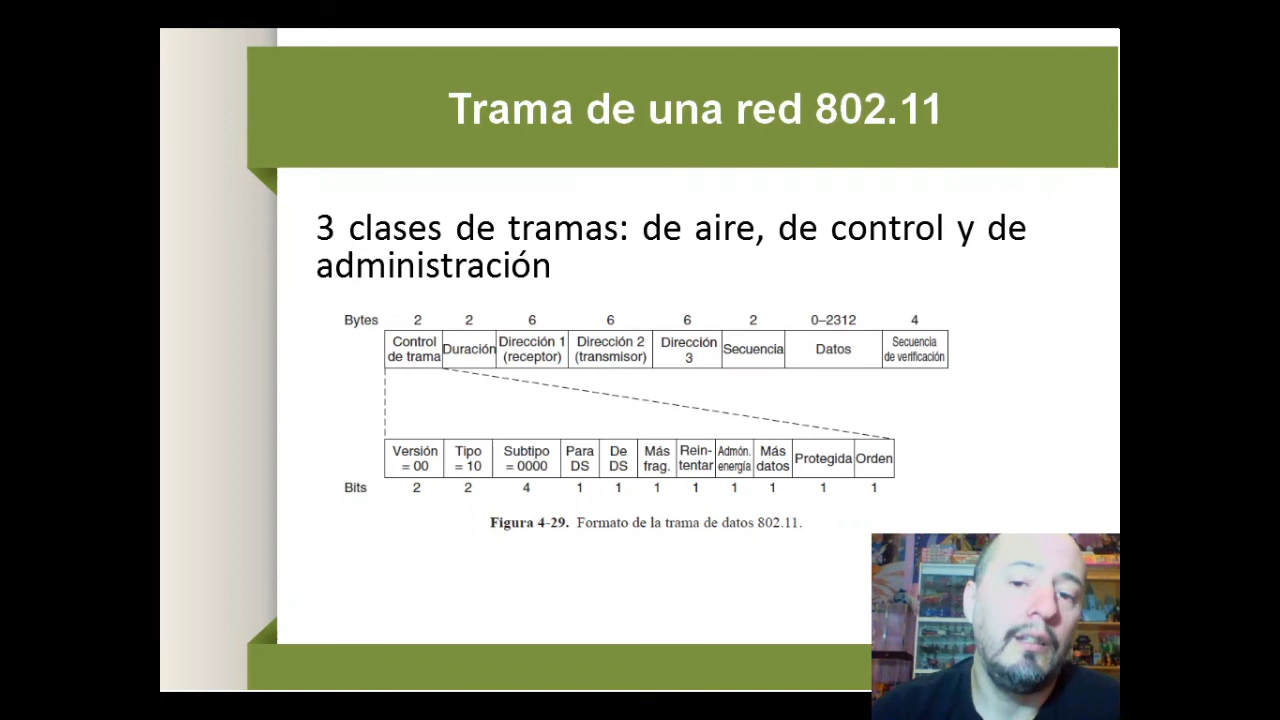 Trama de una red 802.11
3 clases de tramas: de aire, de control y de
administración
Bytes 2 2 6 6 6 2 0–2312 4
Control de trama Duración Dirección 1 (receptor) Dirección 2 (transmisor) Dirección 3 Secuencia Datos Secuencia de verificación
Versión = 00 Tipo = 10 Subtipo = 0000 Para DS De DS Más frag. Rein- tentar Admón. energía Más datos Protegida Orden
Bits 2 2 4 1 1 1 1 1 1 1 1
Figura 4-29. Formato de la trama de datos 802.11.